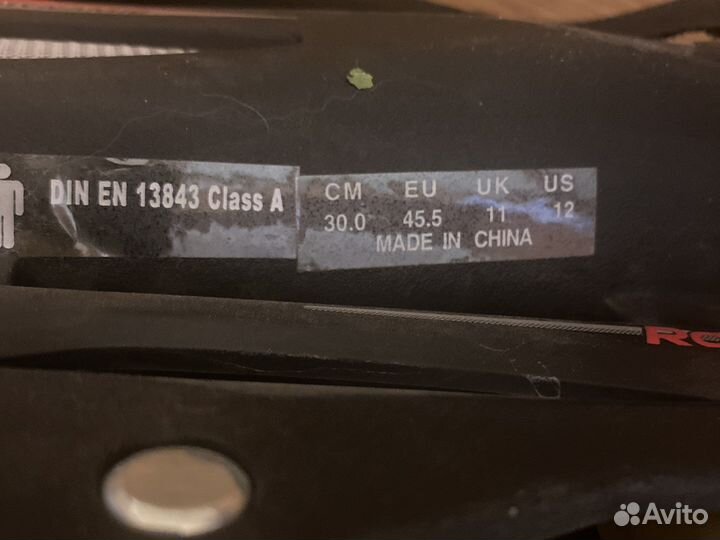 DIN EN 13843 Class A
CM EU UK US
30.0 45.5 11 12
MADE IN CHINA
Avito